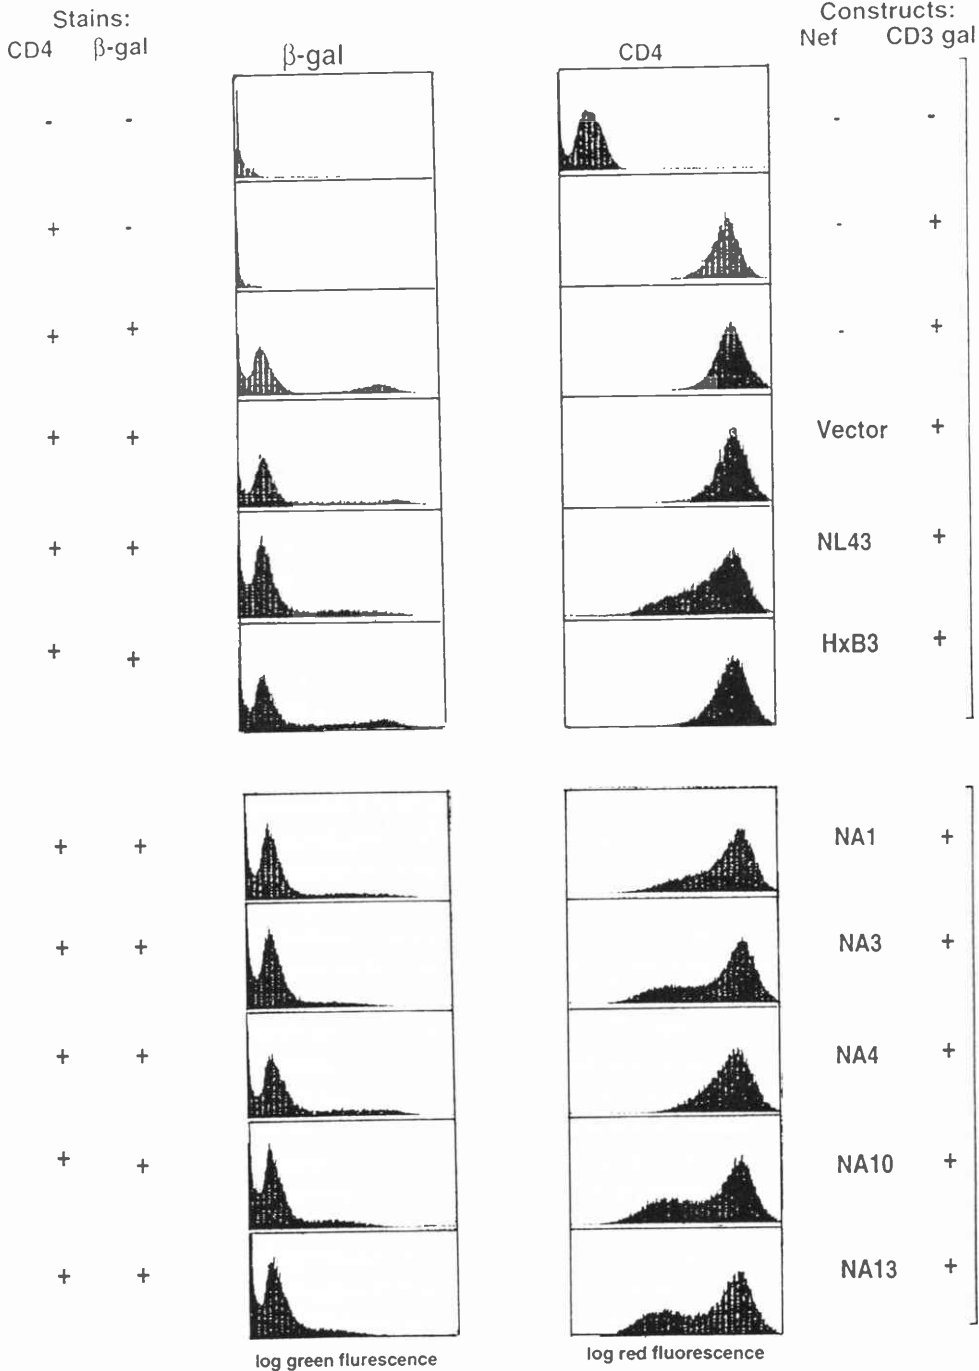 Stains:
CD4 β-gal
β-gal
CD4
Constructs:
Nef CD3 gal
- - - -
+ - - +
+ + - +
+ + Vector +
+ + NL43 +
+ + HxB3 +
+ + NA1 +
+ + NA3 +
+ + NA4 +
+ + NA10 +
+ + NA13 +
log green flurescence
log red fluorescence